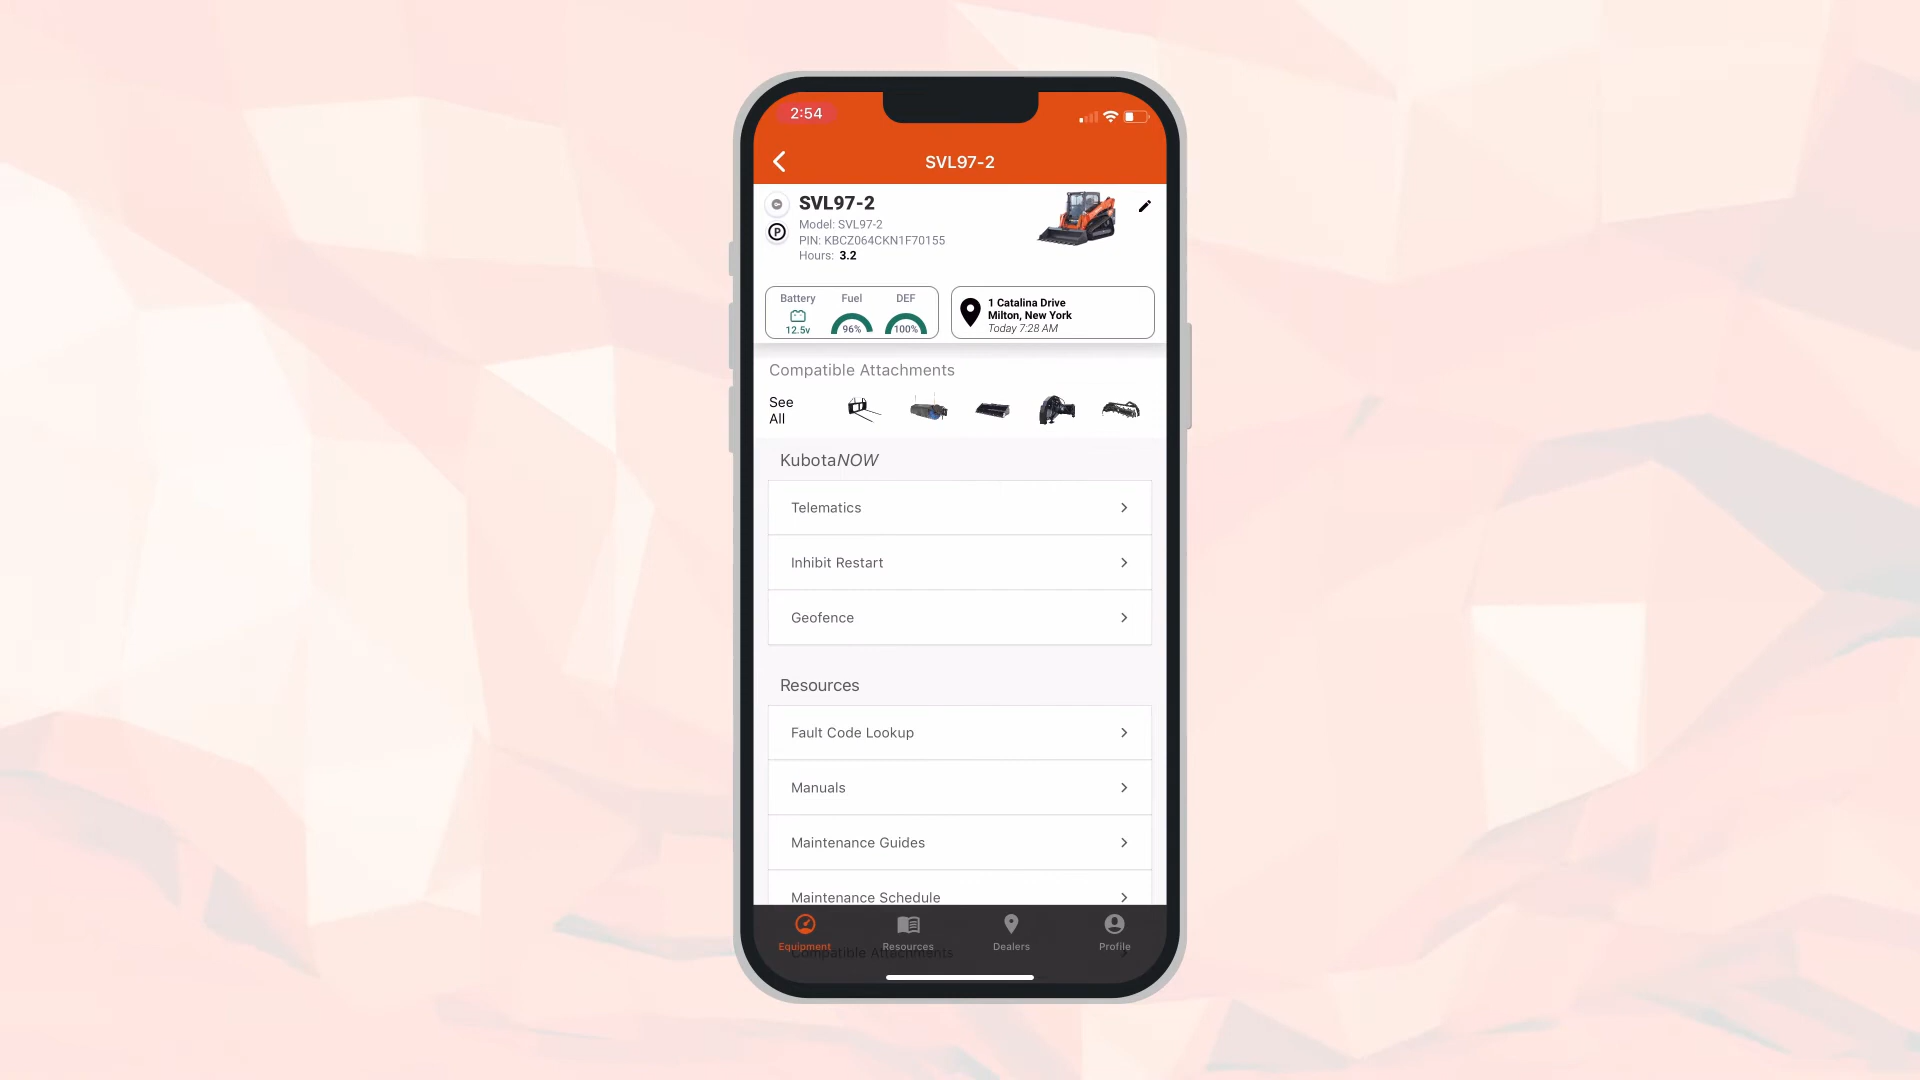 2:54
SVL97-2
SVL97-2
Model: SVL97-2
PIN: KBCZ064CKN1F70155
Hours: 3.2
Battery Fuel DEF
12.5v 96% 100%
1 Catalina Drive
Milton, New York
Today 7:28 AM
Compatible Attachments
See
All
KubotaNOW
Telematics
Inhibit Restart
Geofence
Resources
Fault Code Lookup
Manuals
Maintenance Guides
Maintenance Schedule
Equipment Resources Dealers Profile
Compatible Attachments